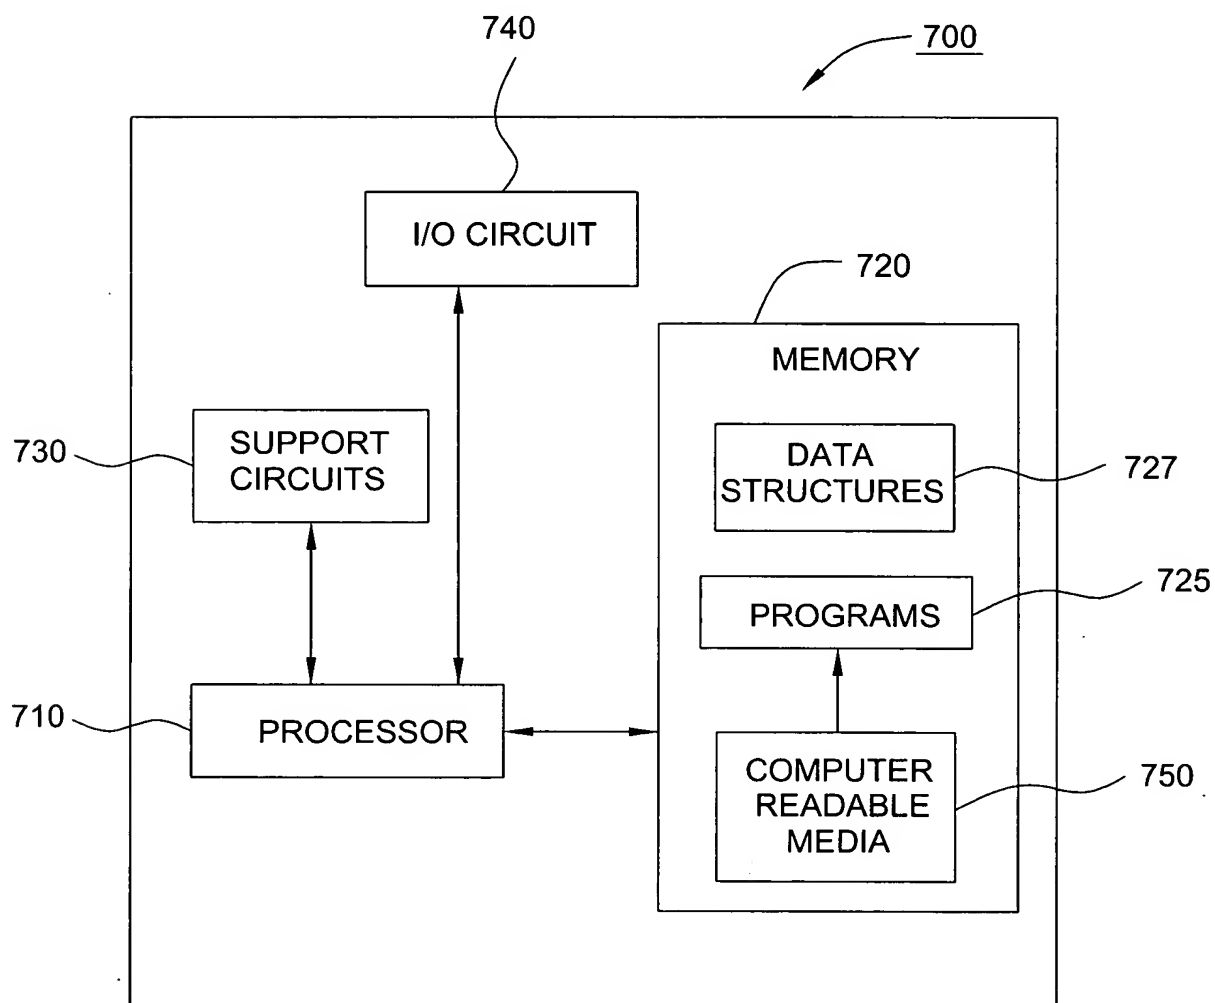 740
700
I/O CIRCUIT
720
MEMORY
730
SUPPORT
CIRCUITS
DATA
STRUCTURES
727
725
PROGRAMS
710
PROCESSOR
COMPUTER
READABLE
MEDIA
750